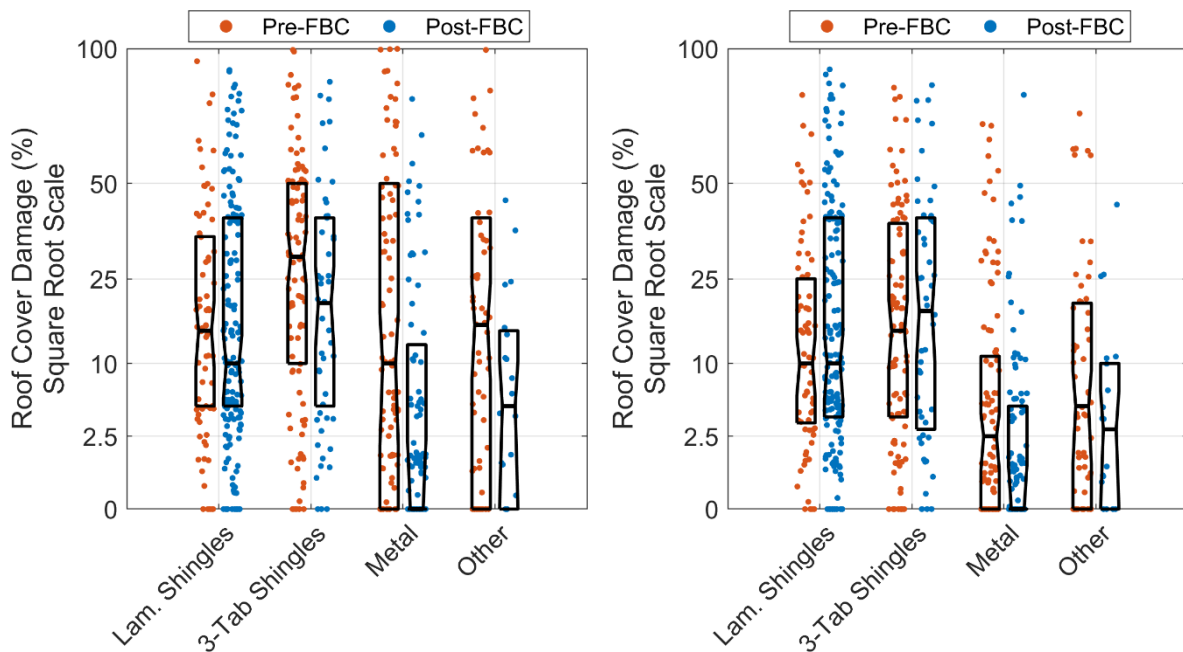 Pre-FBC Post-FBC
100
50
25
10
2.5
0
Roof Cover Damage (%)
Square Root Scale
Lam. Shingles
3-Tab Shingles
Metal
Other
Pre-FBC Post-FBC
100
50
25
10
2.5
0
Roof Cover Damage (%)
Square Root Scale
Lam. Shingles
3-Tab Shingles
Metal
Other